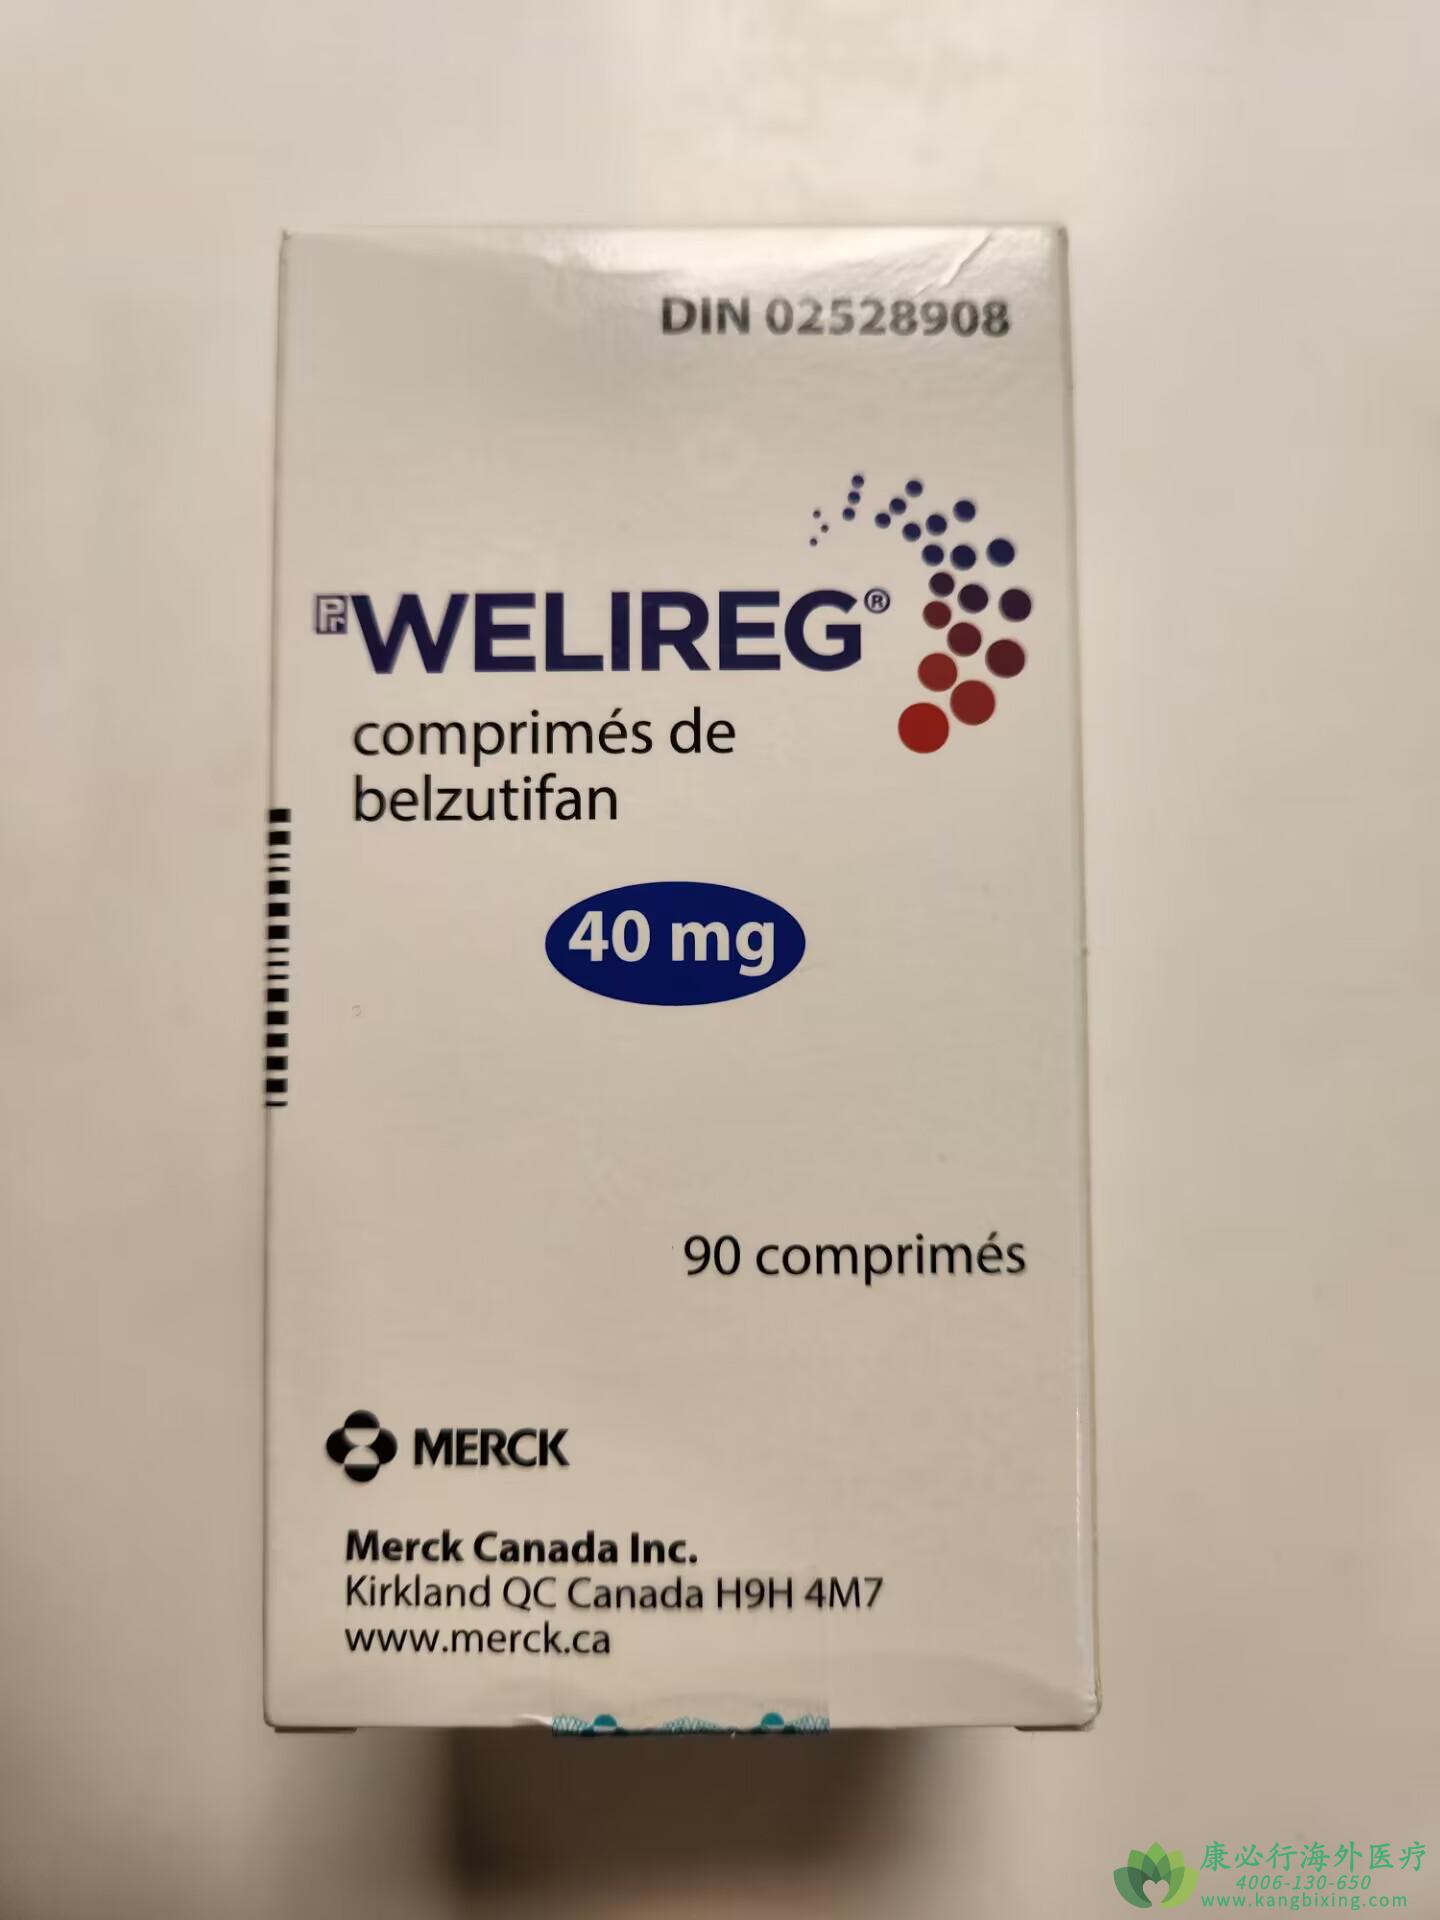 DIN 02528908
Pr WELIREG®
comprimés de
belzutifan
40 mg
90 comprimés
MERCK
Merck Canada Inc.
Kirkland QC Canada H9H 4M7
www.merck.ca
康必行海外医疗
4006-130-650
www.kangbixing.com